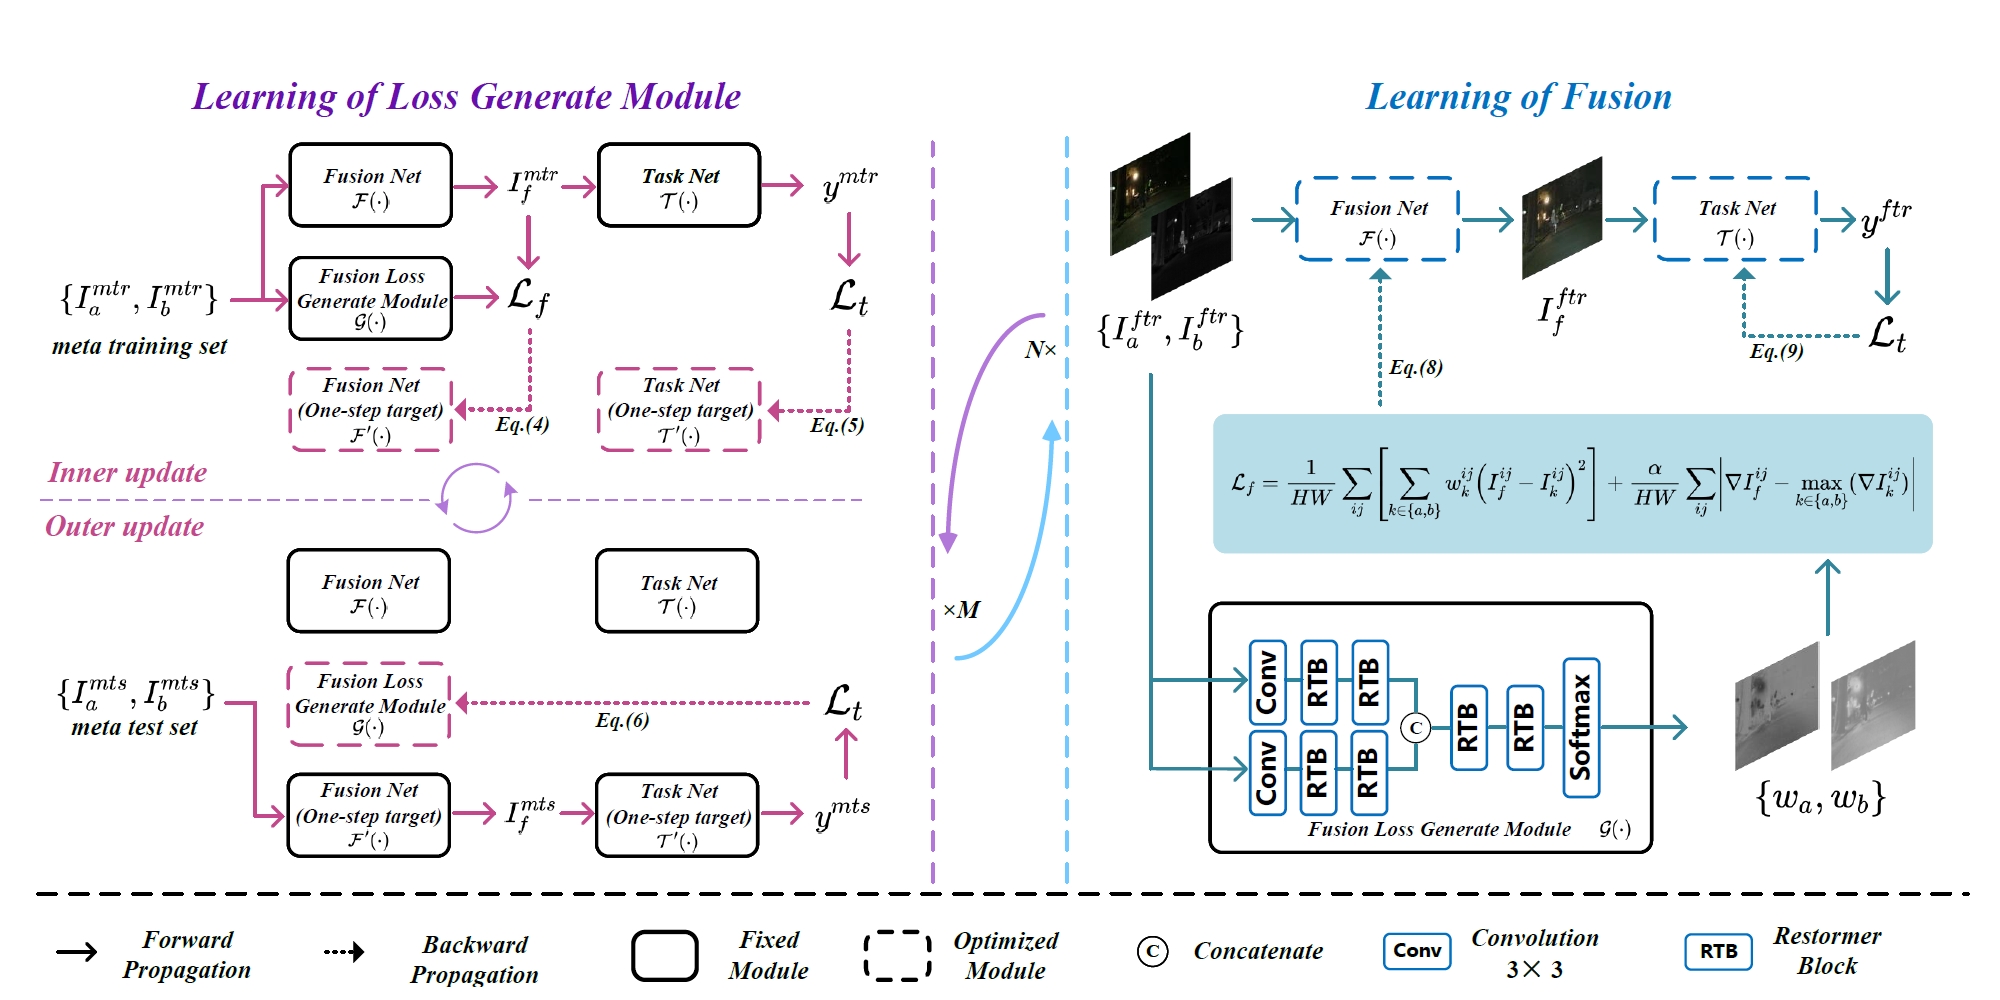 Learning of Loss Generate Module
Fusion Net
$\mathcal{F}(\cdot)$
$I_f^{mtr}$
Task Net
$\mathcal{T}(\cdot)$
$y^{mtr}$
Fusion Loss
Generate Module
$\mathcal{G}(\cdot)$
$\mathcal{L}_f$
$\mathcal{L}_t$
$\{I_a^{mtr}, I_b^{mtr}\}$
meta training set
Fusion Net
(One-step target)
$\mathcal{F}'(\cdot)$
Eq.(4)
Task Net
(One-step target)
$\mathcal{T}'(\cdot)$
Eq.(5)
Inner update
Outer update
Fusion Net
$\mathcal{F}(\cdot)$
Task Net
$\mathcal{T}(\cdot)$
$\{I_a^{mts}, I_b^{mts}\}$
meta test set
Fusion Loss
Generate Module
$\mathcal{G}(\cdot)$
Eq.(6)
$\mathcal{L}_t$
Fusion Net
(One-step target)
$\mathcal{F}'(\cdot)$
$I_f^{mts}$
Task Net
(One-step target)
$\mathcal{T}'(\cdot)$
$y^{mts}$
N×
×M
Learning of Fusion
$\{I_a^{ftr}, I_b^{ftr}\}$
Fusion Net
$\mathcal{F}(\cdot)$
$I_f^{ftr}$
Task Net
$\mathcal{T}(\cdot)$
$y^{ftr}$
$\mathcal{L}_t$
Eq.(9)
Eq.(8)
$\mathcal{L}_f = \frac{1}{HW} \sum_{ij} \left[ \sum_{k \in \{a,b\}} w_k^{ij} \left( I_f^{ij} - I_k^{ij} \right)^2 \right] + \frac{\alpha}{HW} \sum_{ij} \left| \nabla I_f^{ij} - \max_{k \in \{a,b\}} (\nabla I_k^{ij}) \right|$
Conv
RTB
RTB
Conv
RTB
RTB
C
RTB
RTB
Softmax
Fusion Loss Generate Module $\mathcal{G}(\cdot)$
$\{w_a, w_b\}$
Forward
Propagation
Backward
Propagation
Fixed
Module
Optimized
Module
C
Concatenate
Conv
Convolution
3× 3
RTB
Restormer
Block